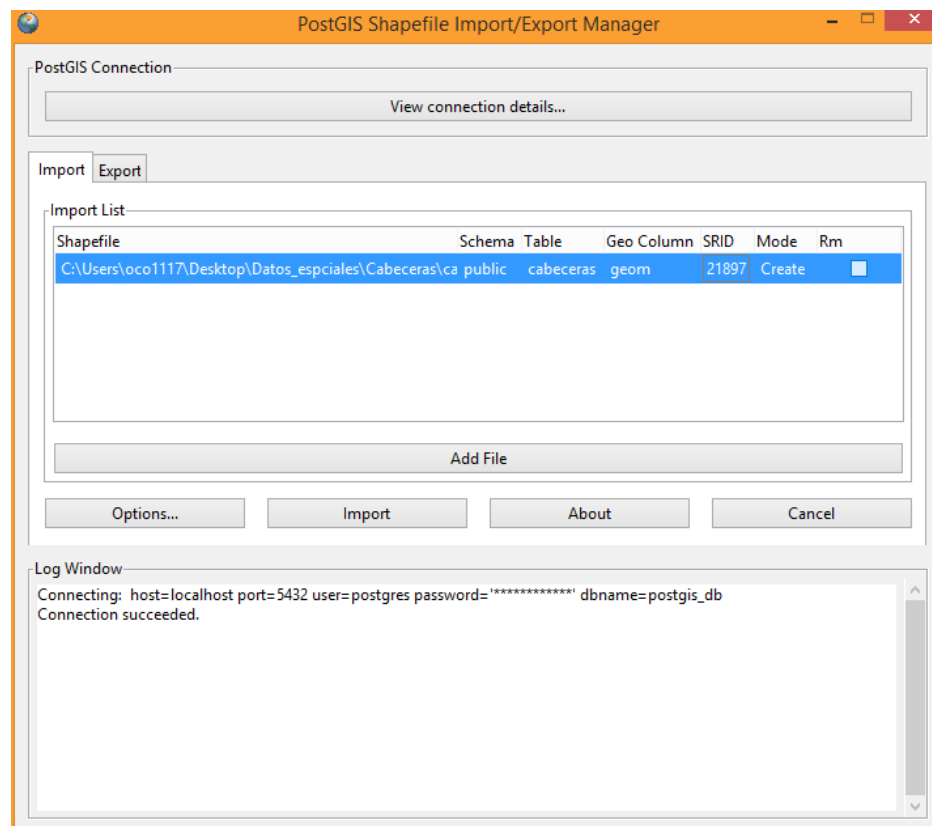 PostGIS Shapefile Import/Export Manager
PostGIS Connection
View connection details...
Import Export
Import List
Shapefile Schema Table Geo Column SRID Mode Rm
C:\Users\oco1117\Desktop\Datos_espciales\Cabeceras\ca public cabeceras geom 21897 Create
Add File
Options... Import About Cancel
Log Window
Connecting: host=localhost port=5432 user=postgres password='************' dbname=postgis_db
Connection succeeded.